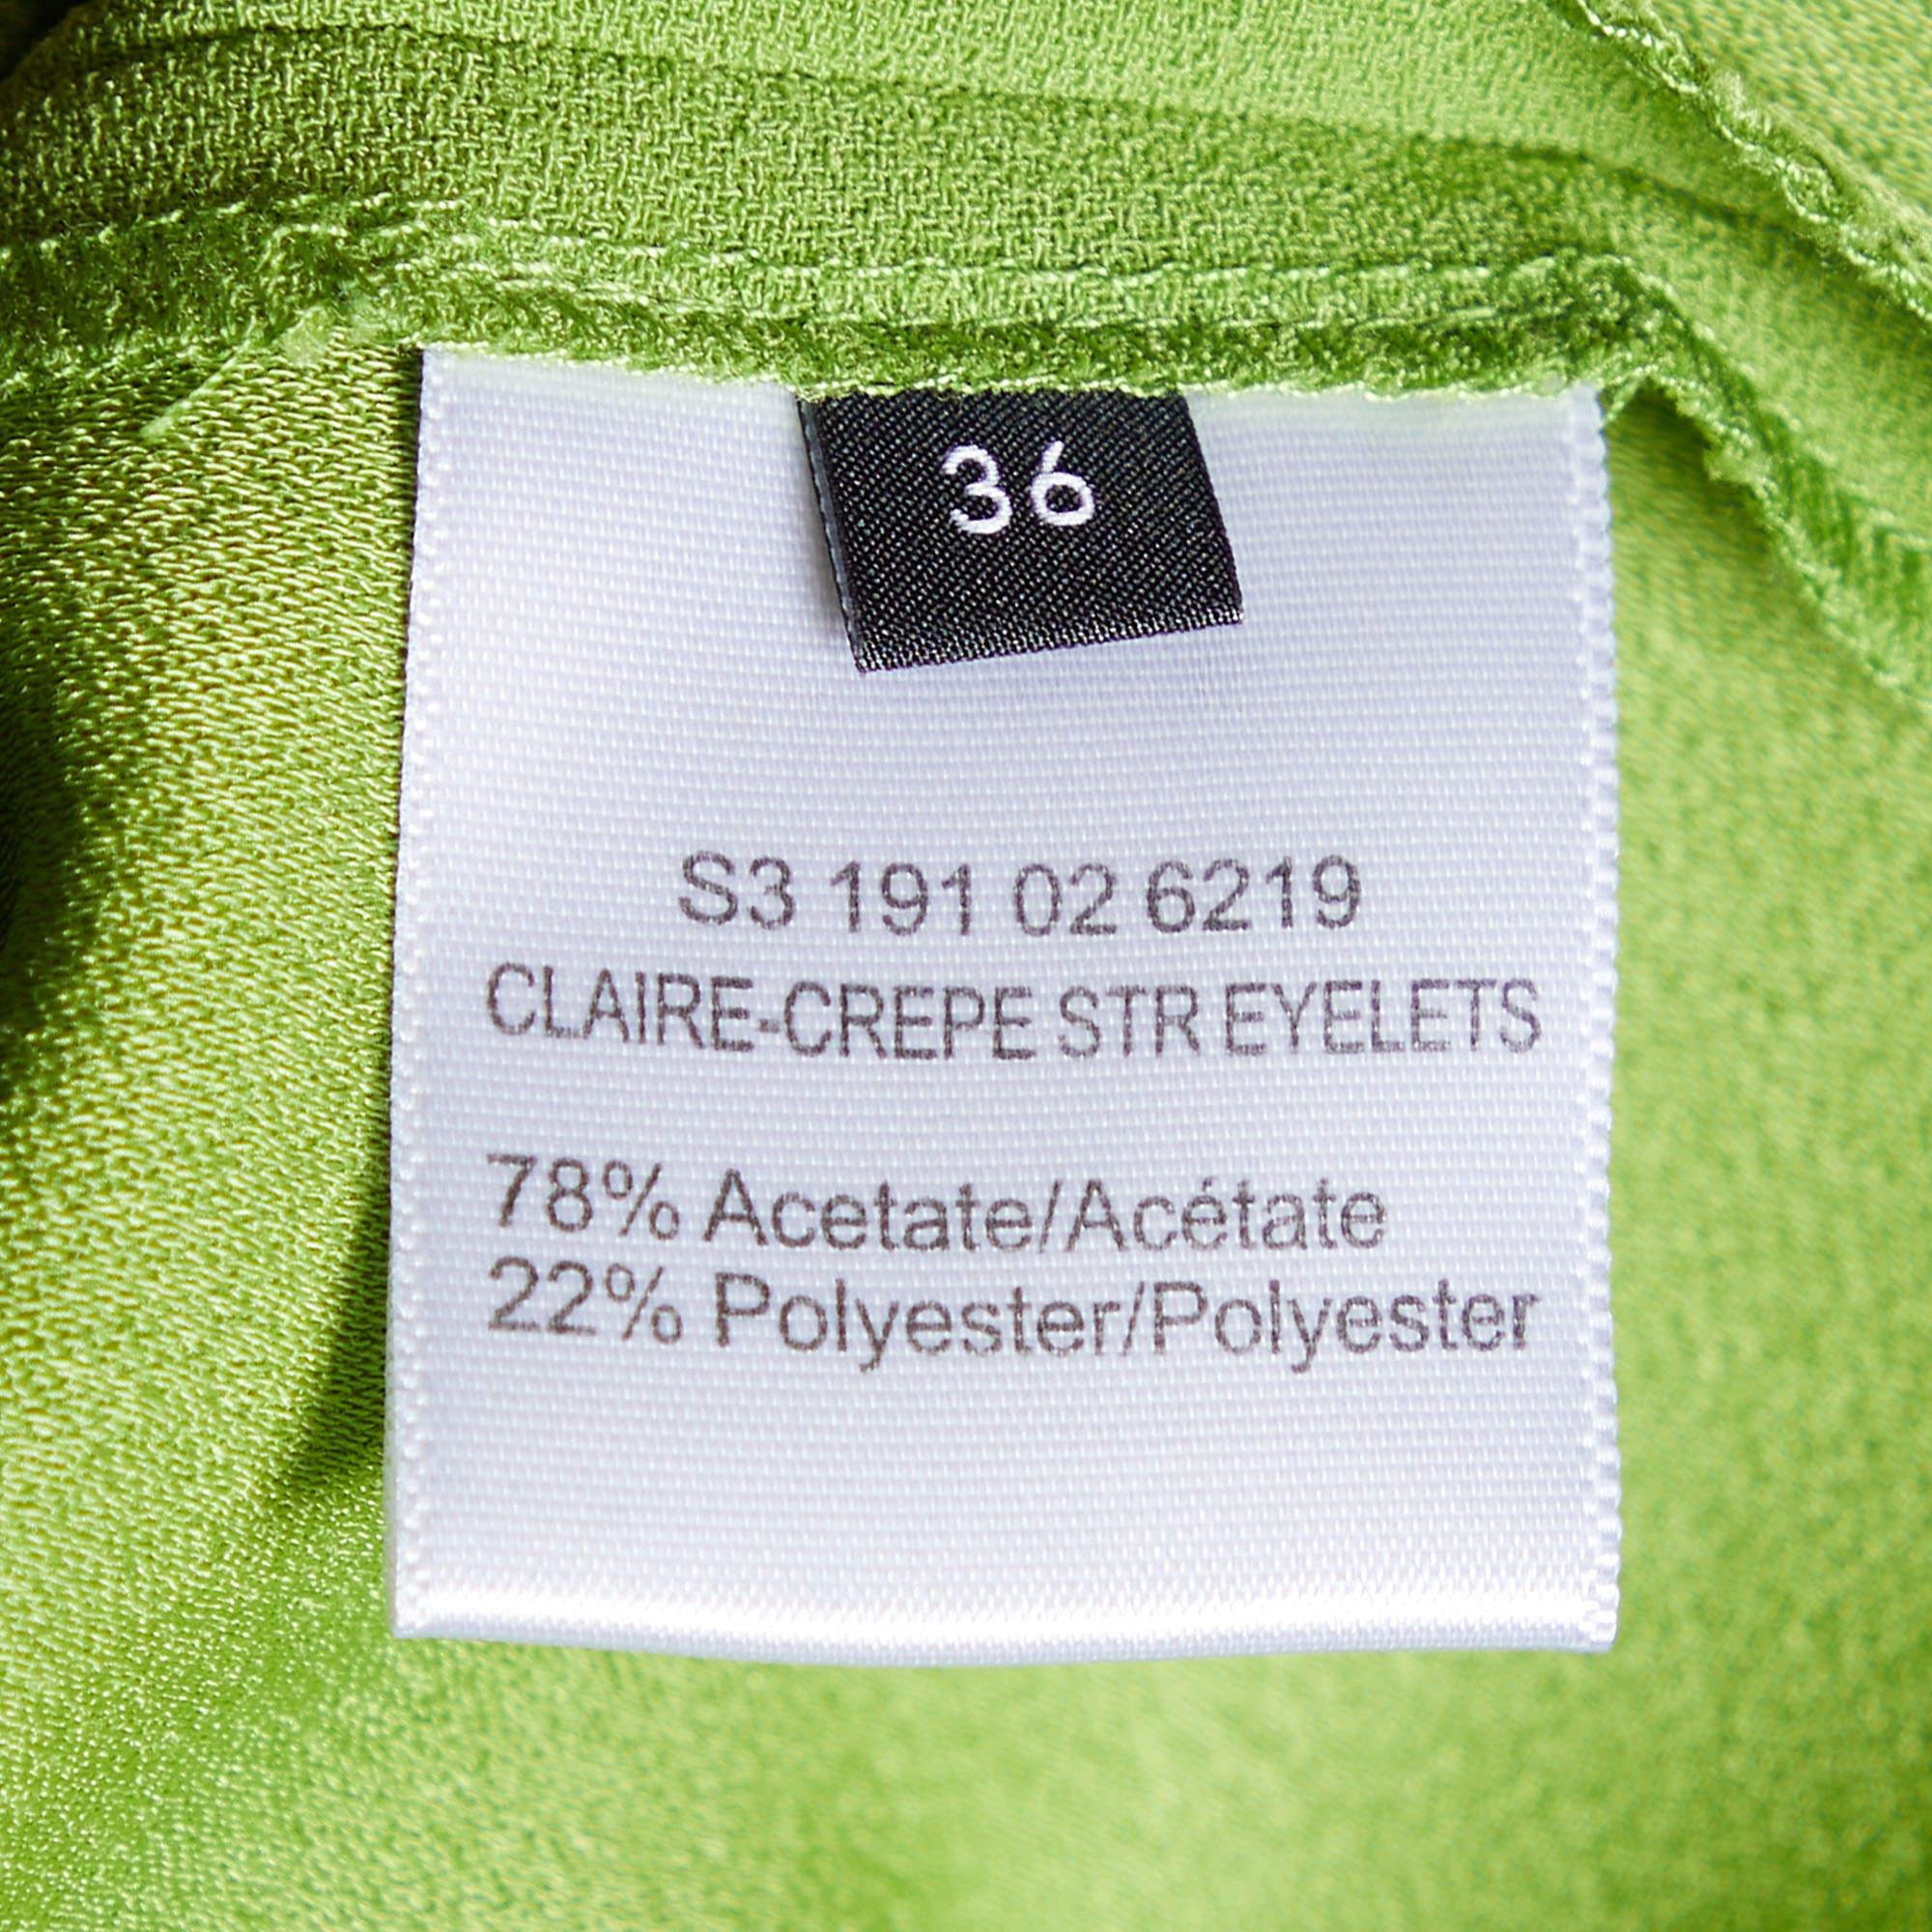 36
S3 191 02 6219
CLAIRE-CREPE STR EYELETS
78% Acetate/Acétate
22% Polyester/Polyester